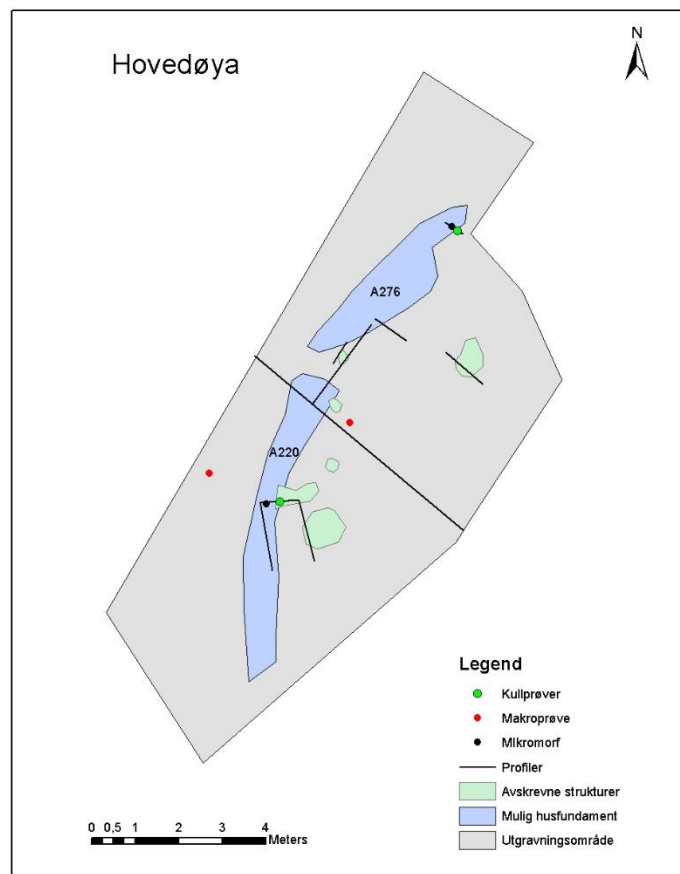 Hovedøya
N
A276
A220
Legend
Kullprøver
Makroprøve
Mikromorf
Profiler
Avskrevne strukturer
Mulig husfundament
Utgravningsområde
0 0,5 1 2 3 4
Meters